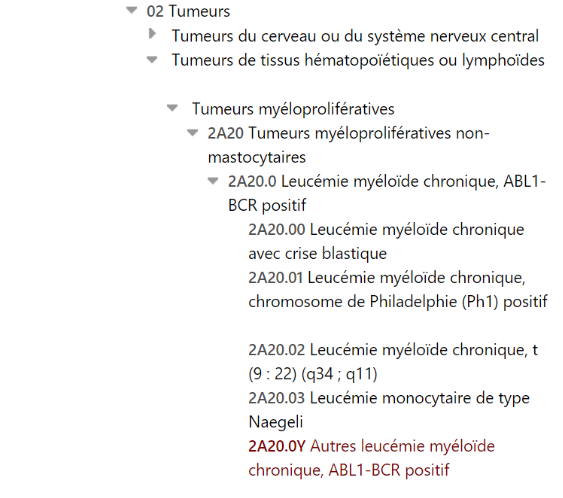 02 Tumeurs
Tumeurs du cerveau ou du système nerveux central
Tumeurs de tissus hématopoïétiques ou lymphoïdes
Tumeurs myéloprolifératives
2A20 Tumeurs myéloprolifératives non-
mastocytaires
2A20.0 Leucémie myéloïde chronique, ABL1-
BCR positif
2A20.00 Leucémie myéloïde chronique
avec crise blastique
2A20.01 Leucémie myéloïde chronique,
chromosome de Philadelphie (Ph1) positif
2A20.02 Leucémie myéloïde chronique, t
(9 : 22) (q34 ; q11)
2A20.03 Leucémie monocytaire de type
Naegeli
2A20.0Y Autres leucémie myéloïde
chronique, ABL1-BCR positif